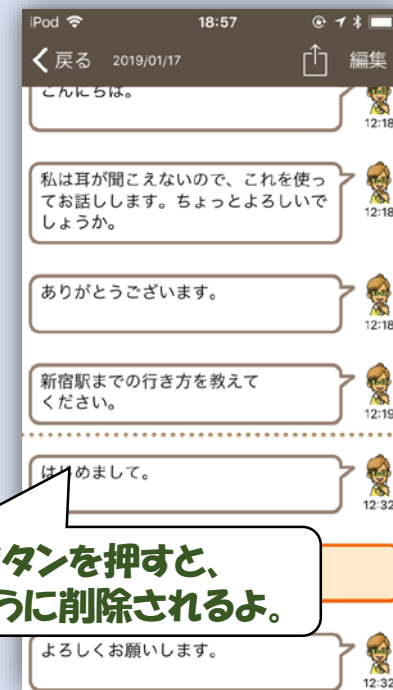 iPod 18:57
戻る 2019/01/17 編集
こんにちは。
12:18
私は耳が聞こえないので、これを使っ
てお話しします。ちょっとよろしいで
しょうか。
12:18
ありがとうございます。
12:18
新宿駅までの行き方を教えて
ください。
12:19
はじめまして。
12:32
タンを押すと、
うに削除されるよ。
よろしくお願いします。
12:32